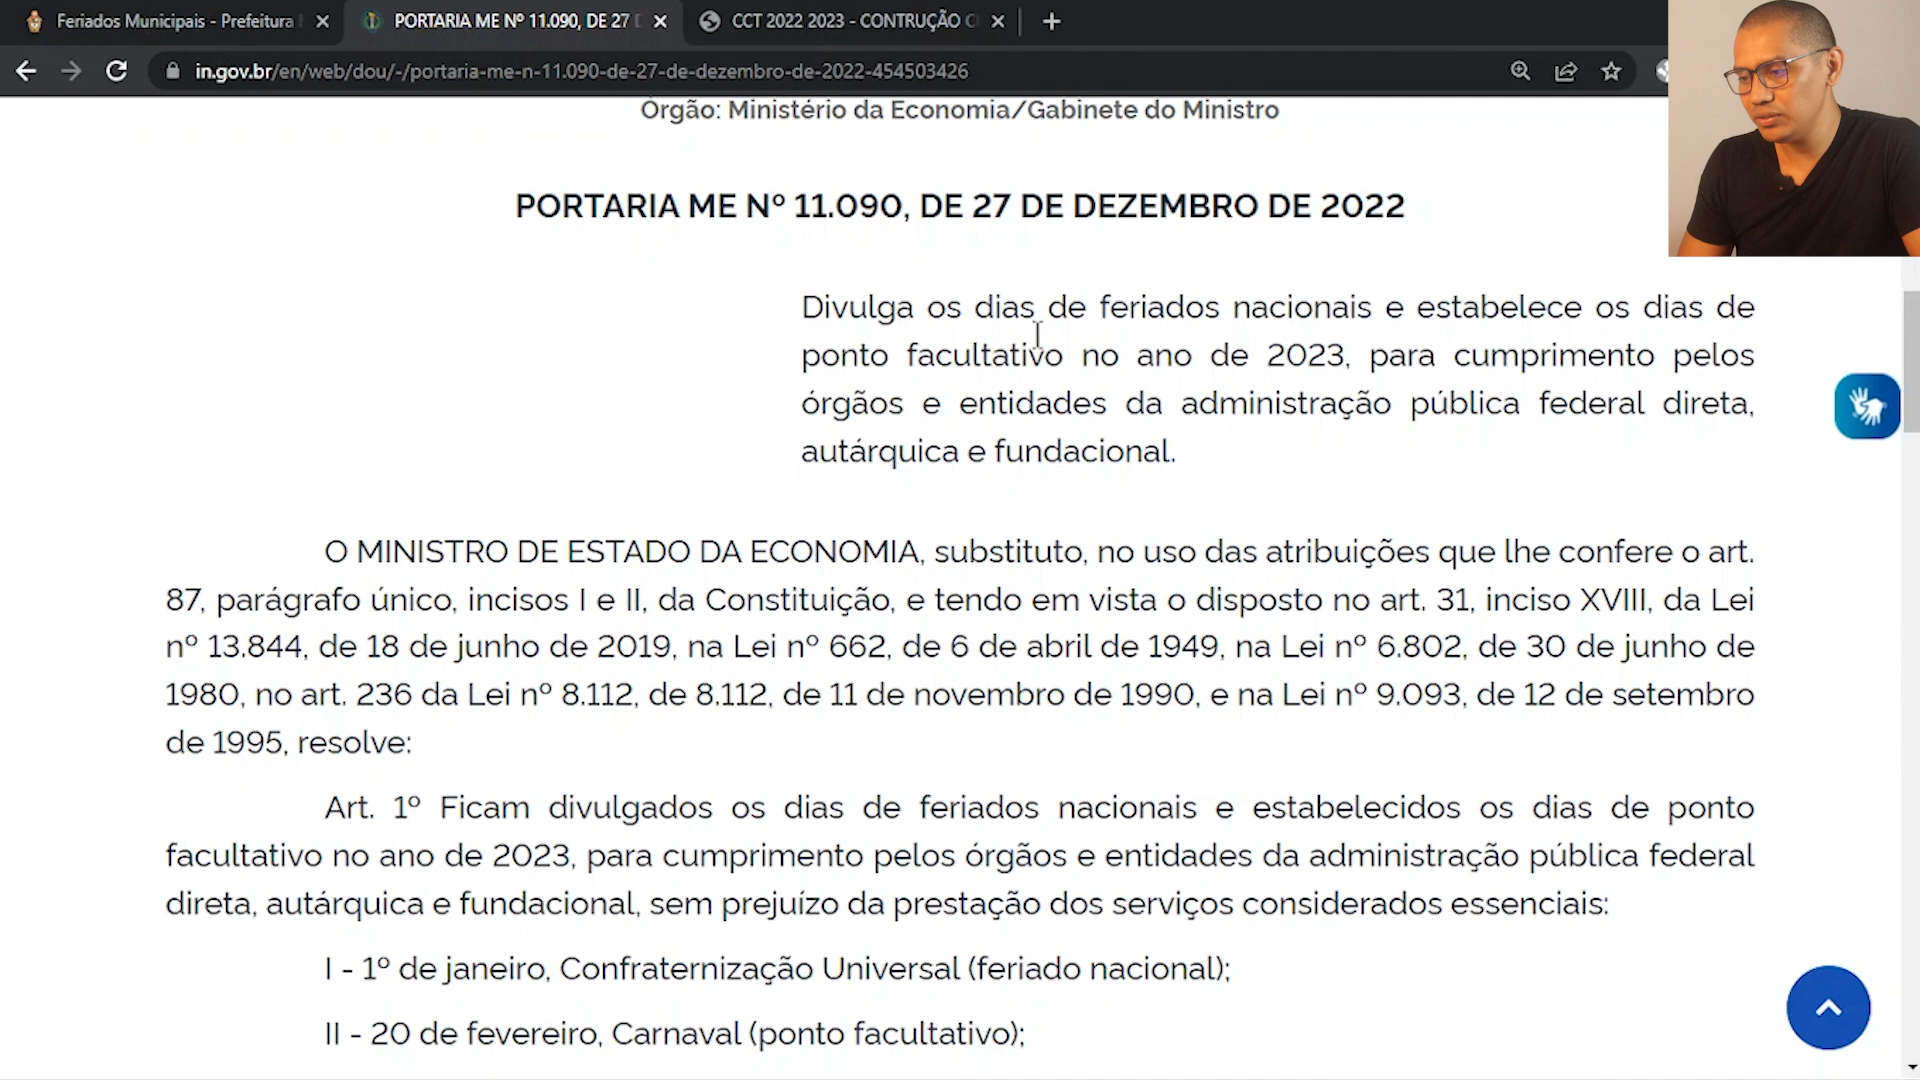 Feriados Municipais - Prefeitura
PORTARIA ME Nº 11.090, DE 27 D
CCT 2022 2023 - CONTRUÇÃO C
in.gov.br/en/web/dou/-/portaria-me-n-11.090-de-27-de-dezembro-de-2022-454503426
Órgão: Ministério da Economia/Gabinete do Ministro
PORTARIA ME Nº 11.090, DE 27 DE DEZEMBRO DE 2022
Divulga os dias de feriados nacionais e estabelece os dias de
ponto facultativo no ano de 2023, para cumprimento pelos
órgãos e entidades da administração pública federal direta,
autárquica e fundacional.
O MINISTRO DE ESTADO DA ECONOMIA, substituto, no uso das atribuições que lhe confere o art.
87, parágrafo único, incisos I e II, da Constituição, e tendo em vista o disposto no art. 31, inciso XVIII, da Lei
nº 13.844, de 18 de junho de 2019, na Lei nº 662, de 6 de abril de 1949, na Lei nº 6.802, de 30 de junho de
1980, no art. 236 da Lei nº 8.112, de 8.112, de 11 de novembro de 1990, e na Lei nº 9.093, de 12 de setembro
de 1995, resolve:
Art. 1º Ficam divulgados os dias de feriados nacionais e estabelecidos os dias de ponto
facultativo no ano de 2023, para cumprimento pelos órgãos e entidades da administração pública federal
direta, autárquica e fundacional, sem prejuízo da prestação dos serviços considerados essenciais:
I - 1º de janeiro, Confraternização Universal (feriado nacional);
II - 20 de fevereiro, Carnaval (ponto facultativo);